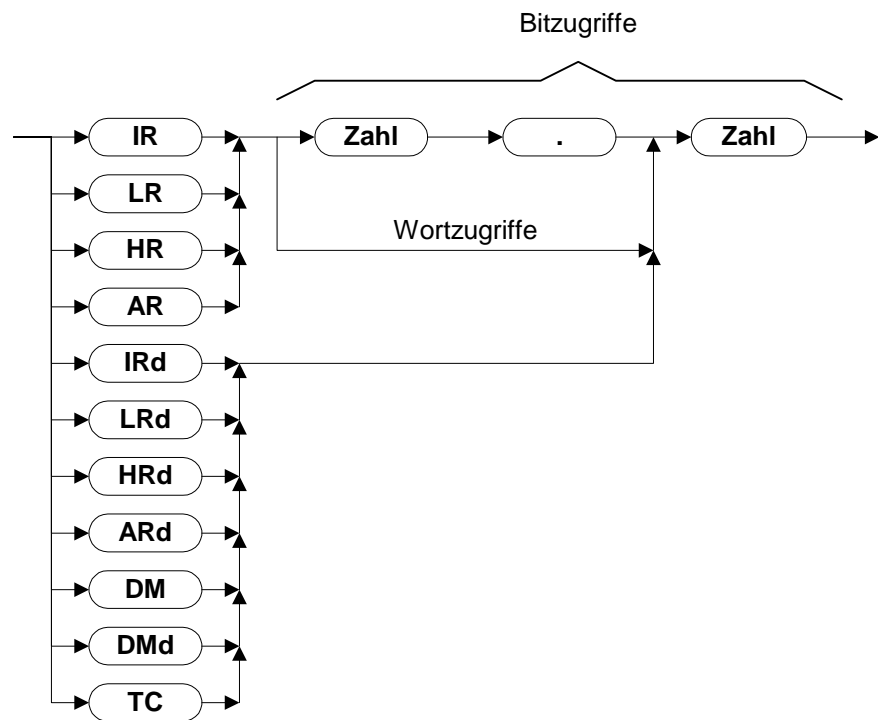 Bitzugriffe
IR Zahl . Zahl
LR
Wortzugriffe
HR
AR
IRd
LRd
HRd
ARd
DM
DMd
TC